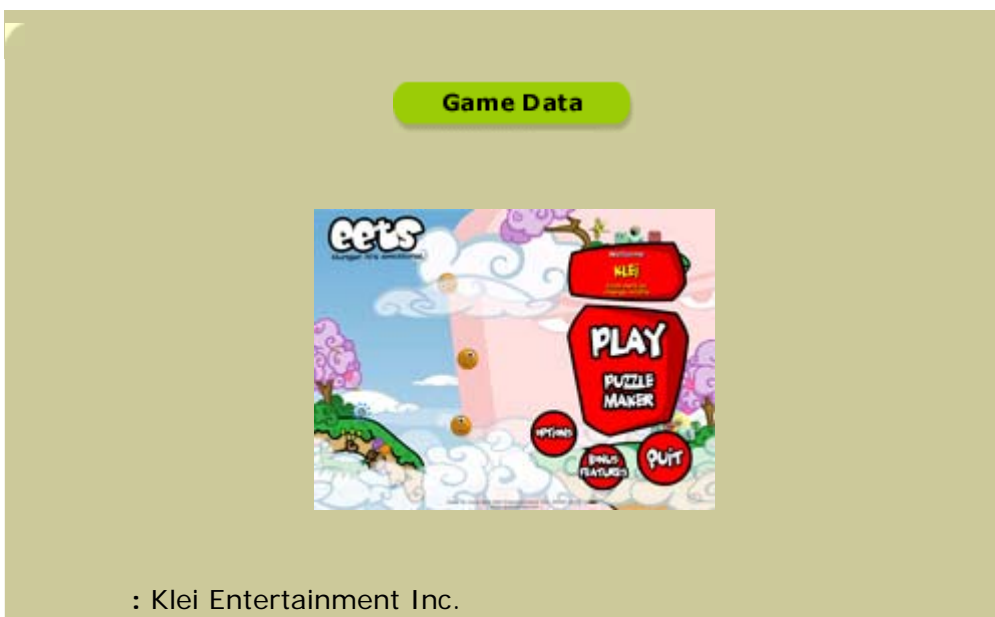 Game Data
eets
hunger. it's emotional.
Welcome
KLEi
PLAY
PUZZLE
MAKER
OPTIONS
BONUS
FEATURES
QUIT
: Klei Entertainment Inc.